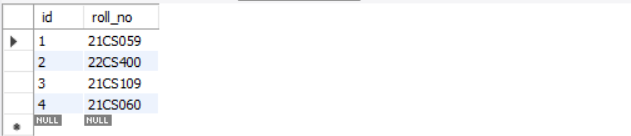 id roll_no
1 21CS059
2 22CS400
3 21CS109
4 21CS060
NULL NULL